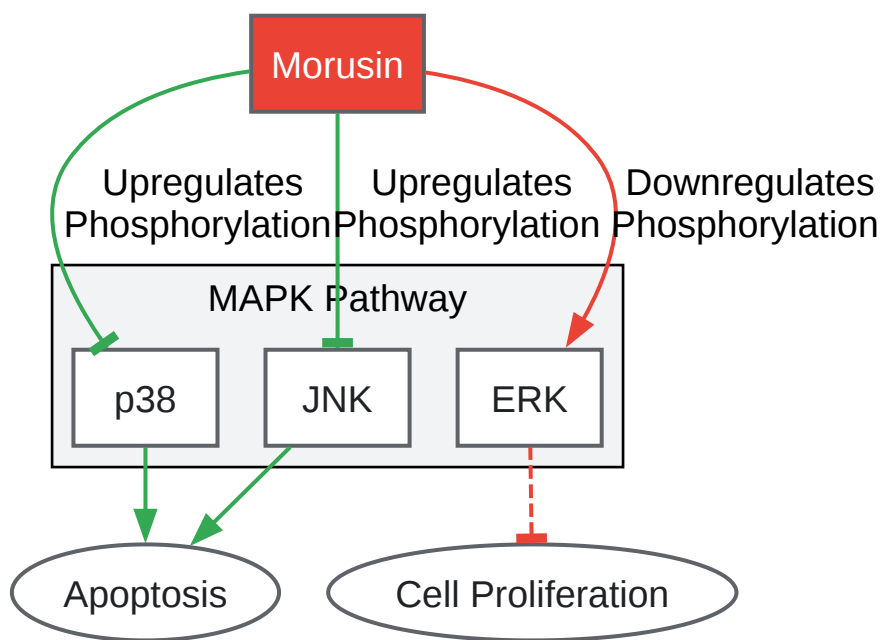 Morusin
Upregulates
Phosphorylation
Upregulates
Phosphorylation
Downregulates
Phosphorylation
MAPK Pathway
p38
JNK
ERK
Apoptosis
Cell Proliferation